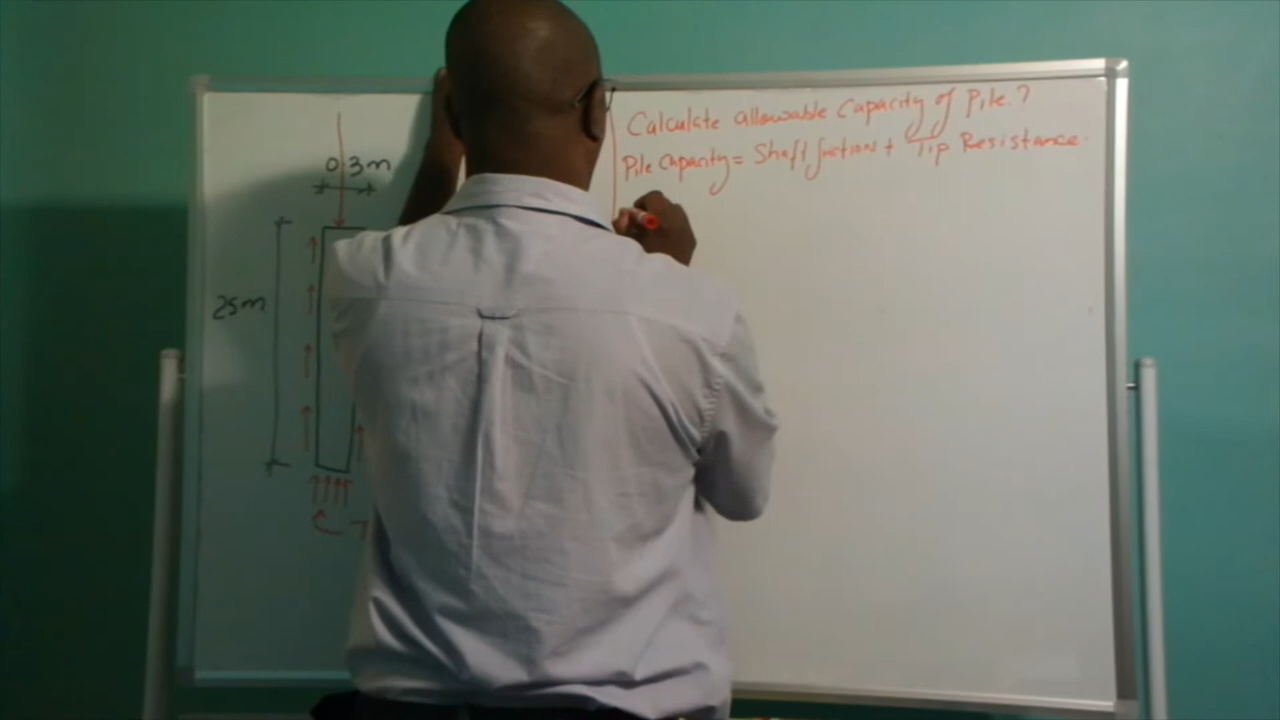 Calculate allowable Capacity of Pile ?
Pile Capacity = Shaft friction + Tip Resistance.
0.3m
25m